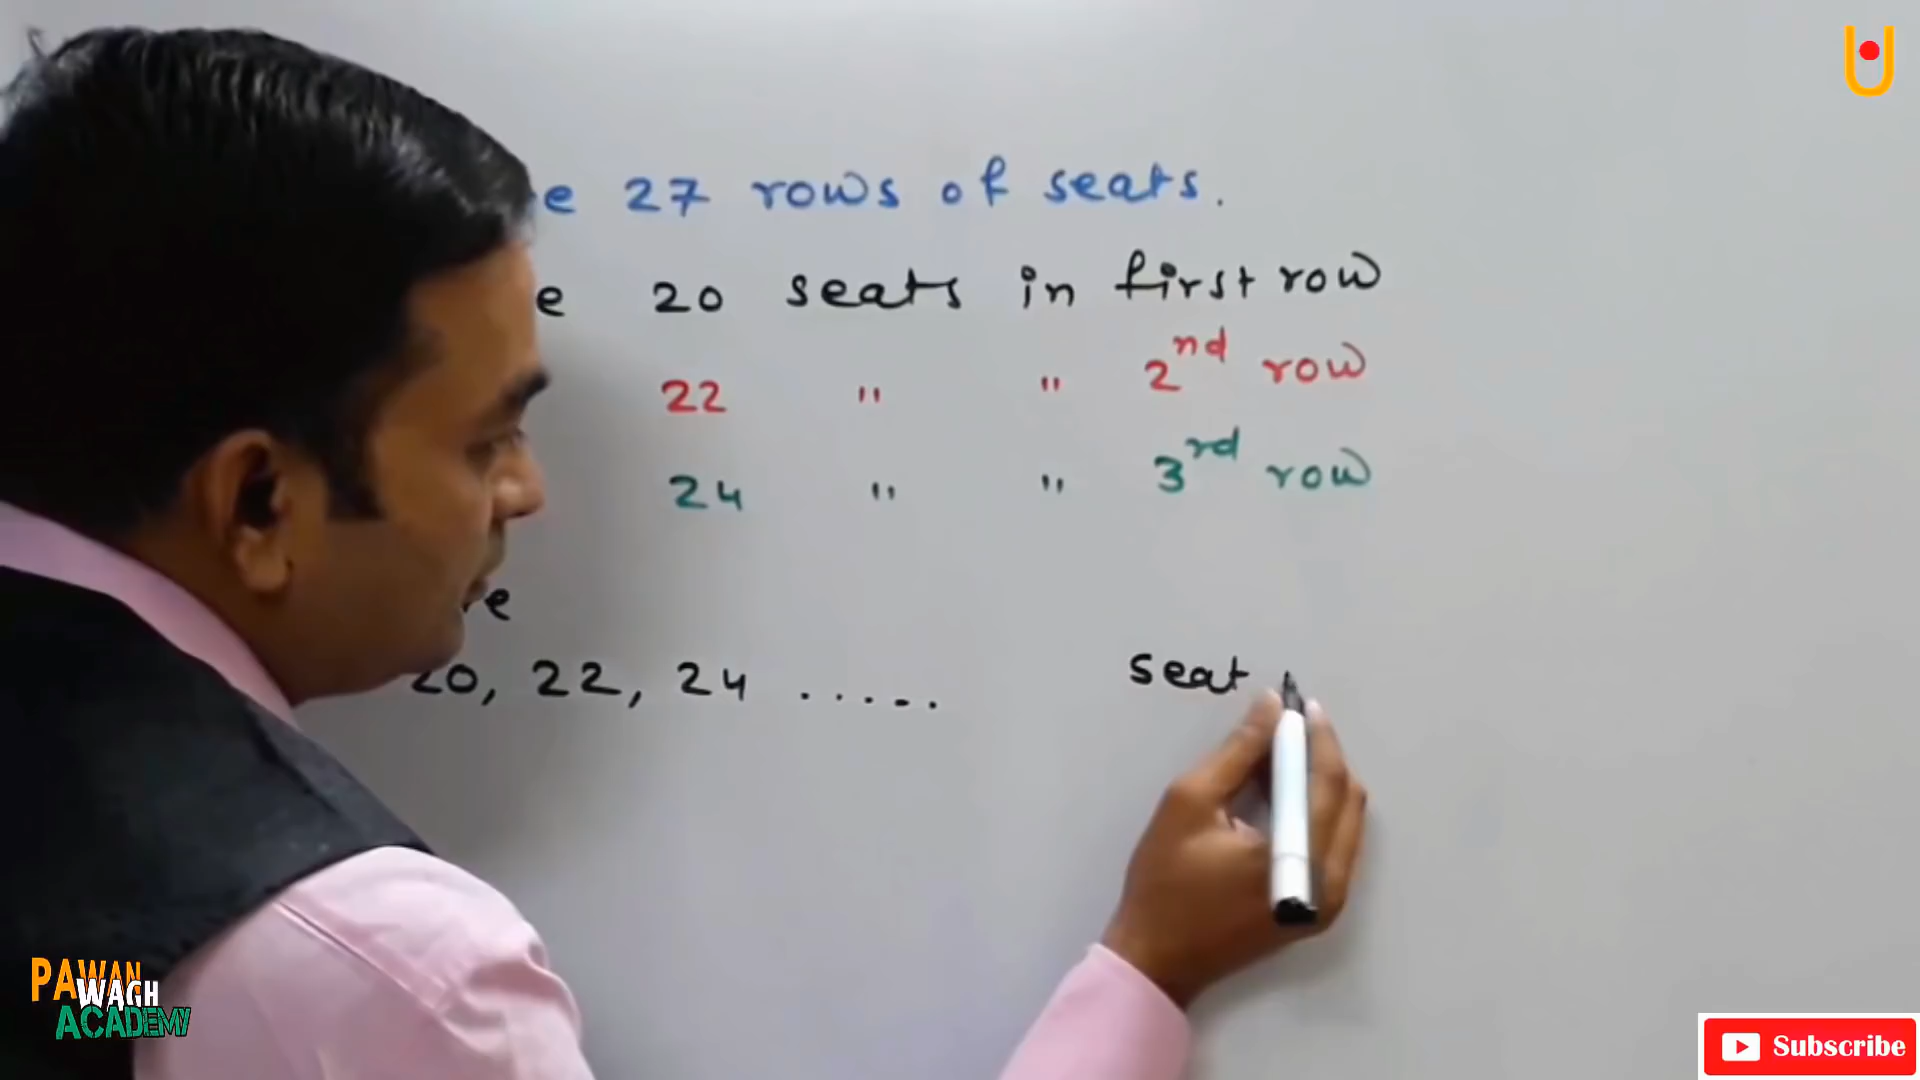 27 rows of seats.
20 seats in first row
22 " " 2nd row
24 " " 3rd row
20, 22, 24 .....
seat
PAWAN
WAGH
ACADEMY
Subscribe